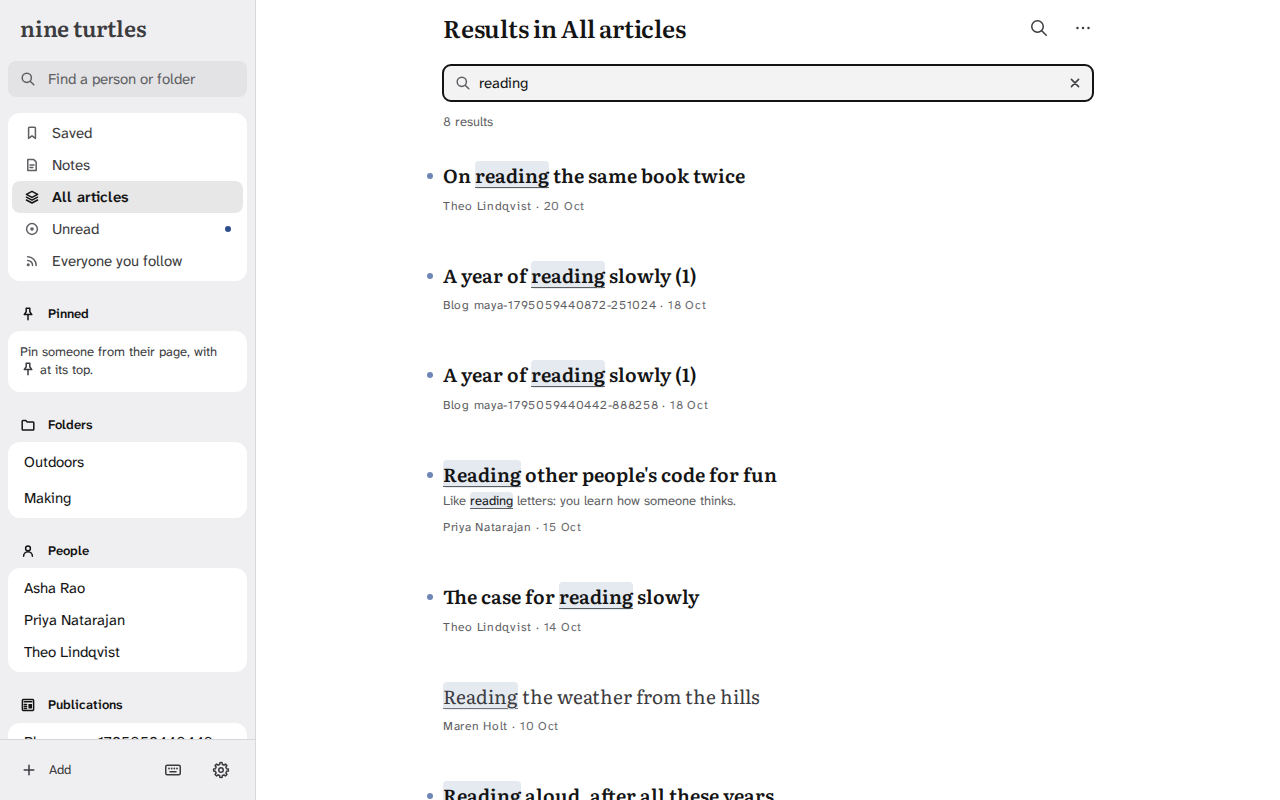 nine turtles
Find a person or folder
Saved
Notes
All articles
Unread
Everyone you follow
Pinned
Pin someone from their page, with
at its top.
Folders
Outdoors
Making
People
Asha Rao
Priya Natarajan
Theo Lindqvist
Publications
Add
Results in All articles
reading
8 results
On reading the same book twice
Theo Lindqvist · 20 Oct
A year of reading slowly (1)
Blog maya-1795059440872-251024 · 18 Oct
A year of reading slowly (1)
Blog maya-1795059440442-888258 · 18 Oct
Reading other people's code for fun
Like reading letters: you learn how someone thinks.
Priya Natarajan · 15 Oct
The case for reading slowly
Theo Lindqvist · 14 Oct
Reading the weather from the hills
Maren Holt · 10 Oct
Reading aloud, after all these years